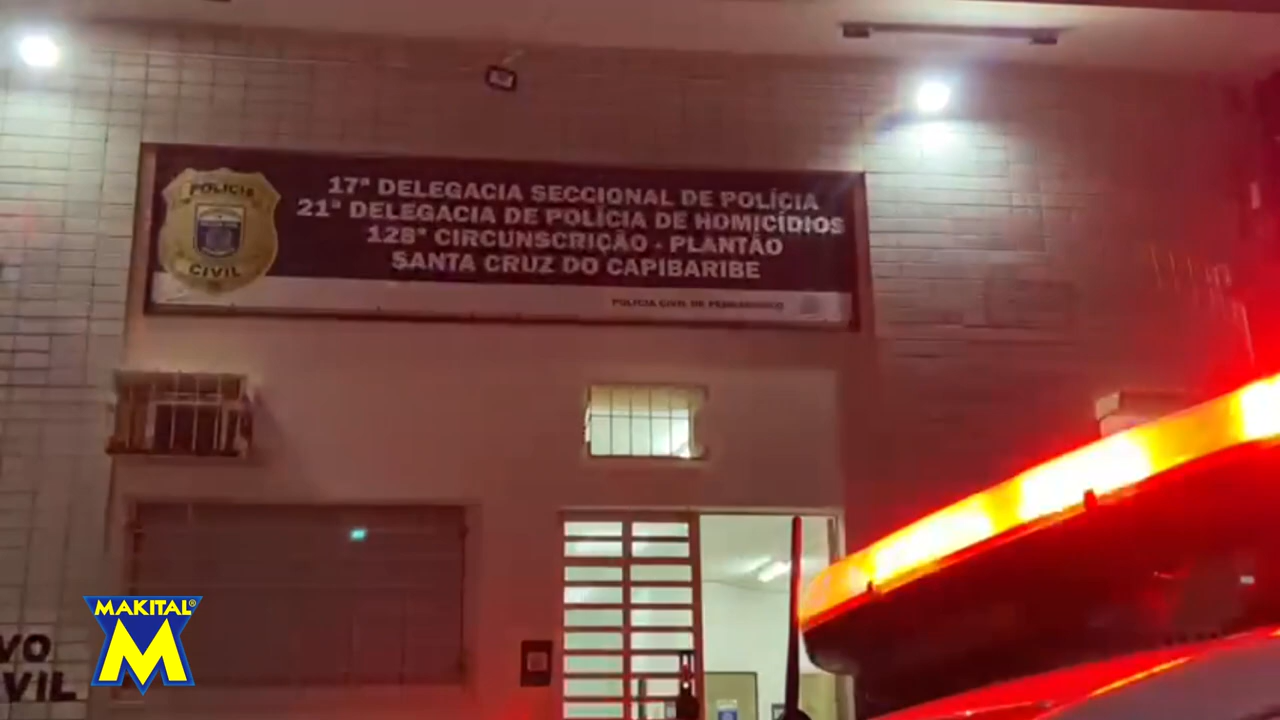 POLÍCIA
CIVIL
17ª DELEGACIA SECCIONAL DE POLÍCIA
21ª DELEGACIA DE POLÍCIA DE HOMICÍDIOS
128ª CIRCUNSCRIÇÃO - PLANTÃO
SANTA CRUZ DO CAPIBARIBE
POLÍCIA CIVIL DE PERNAMBUCO
MAKITAL®
M
VO
VIL